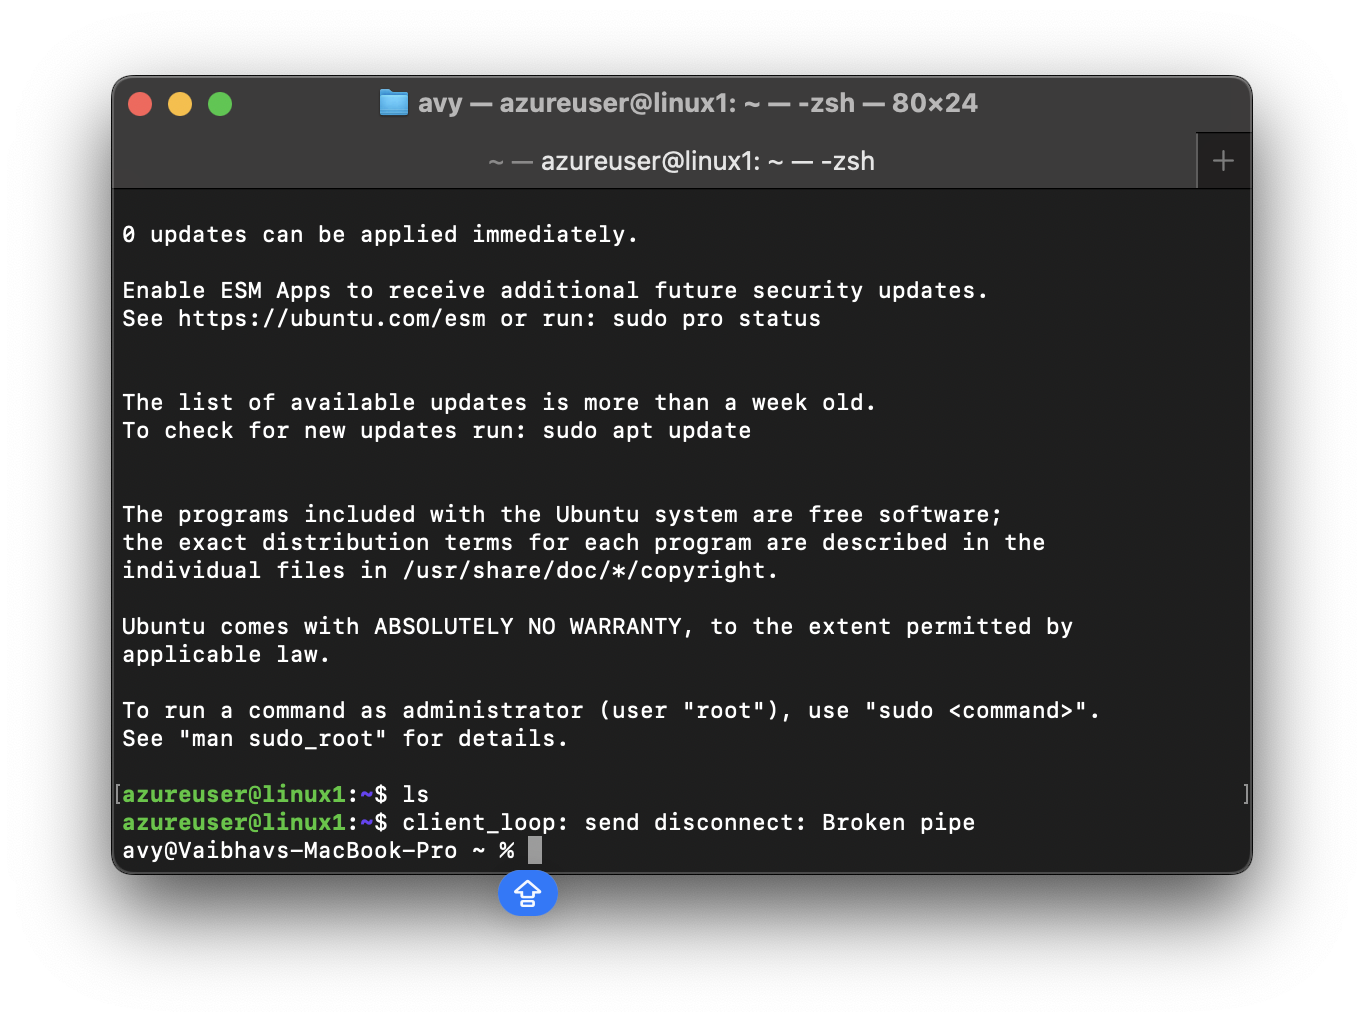 avy — azureuser@linux1: ~ — -zsh — 80×24
~ — azureuser@linux1: ~ — -zsh
0 updates can be applied immediately.
Enable ESM Apps to receive additional future security updates.
See https://ubuntu.com/esm or run: sudo pro status
The list of available updates is more than a week old.
To check for new updates run: sudo apt update
The programs included with the Ubuntu system are free software;
the exact distribution terms for each program are described in the
individual files in /usr/share/doc/*/copyright.
Ubuntu comes with ABSOLUTELY NO WARRANTY, to the extent permitted by
applicable law.
To run a command as administrator (user "root"), use "sudo <command>".
See "man sudo_root" for details.
[azureuser@linux1:~$ ls ]
azureuser@linux1:~$ client_loop: send disconnect: Broken pipe
avy@Vaibhavs-MacBook-Pro ~ %